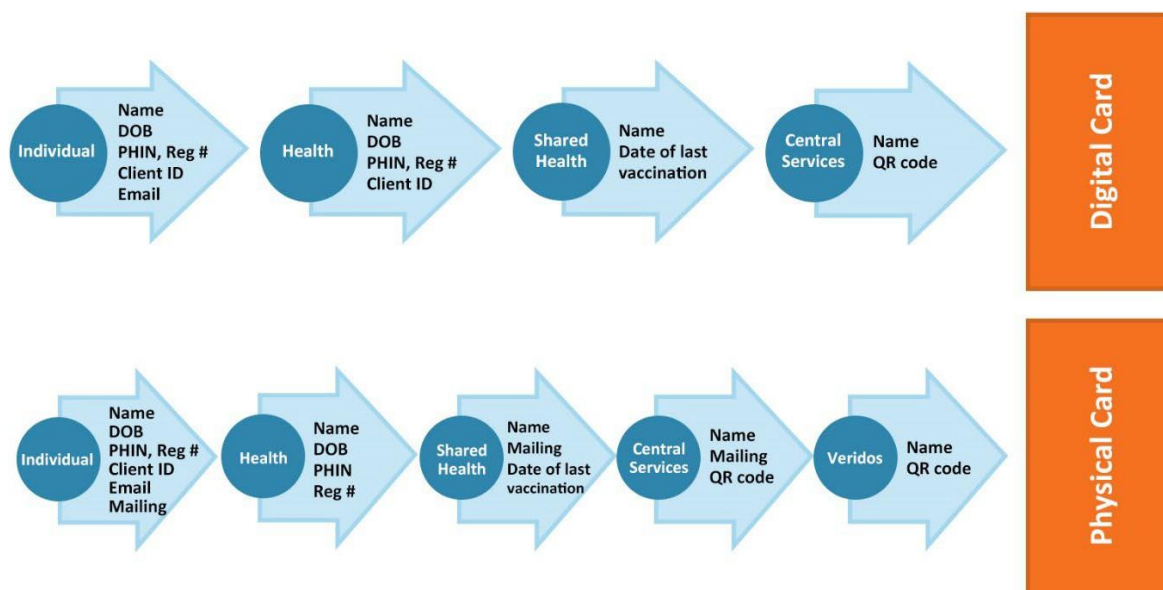 Individual
Name
DOB
PHIN, Reg #
Client ID
Email
Health
Name
DOB
PHIN, Reg #
Client ID
Shared
Health
Name
Date of last
vaccination
Central
Services
Name
QR code
Digital Card
Individual
Name
DOB
PHIN, Reg #
Client ID
Email
Mailing
Health
Name
DOB
PHIN
Reg #
Shared
Health
Name
Mailing
Date of last
vaccination
Central
Services
Name
Mailing
QR code
Veridos
Name
QR code
Physical Card